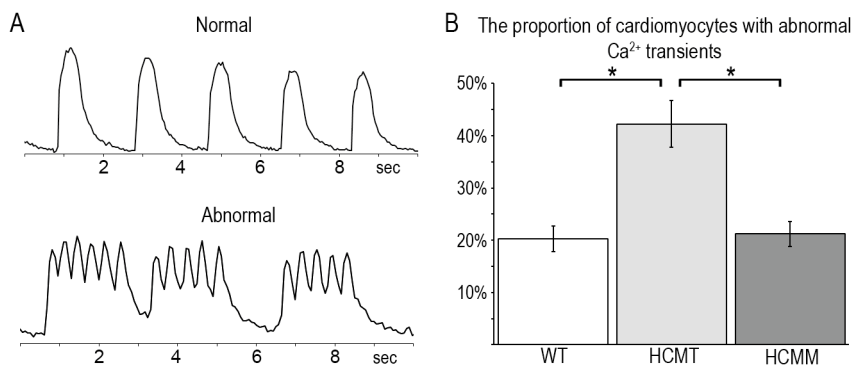 A
Normal
2 4 6 8 sec
Abnormal
2 4 6 8 sec
B The proportion of cardiomyocytes with abnormal
Ca²⁺ transients
* *
50%
40%
30%
20%
10%
WT HCMT HCMM